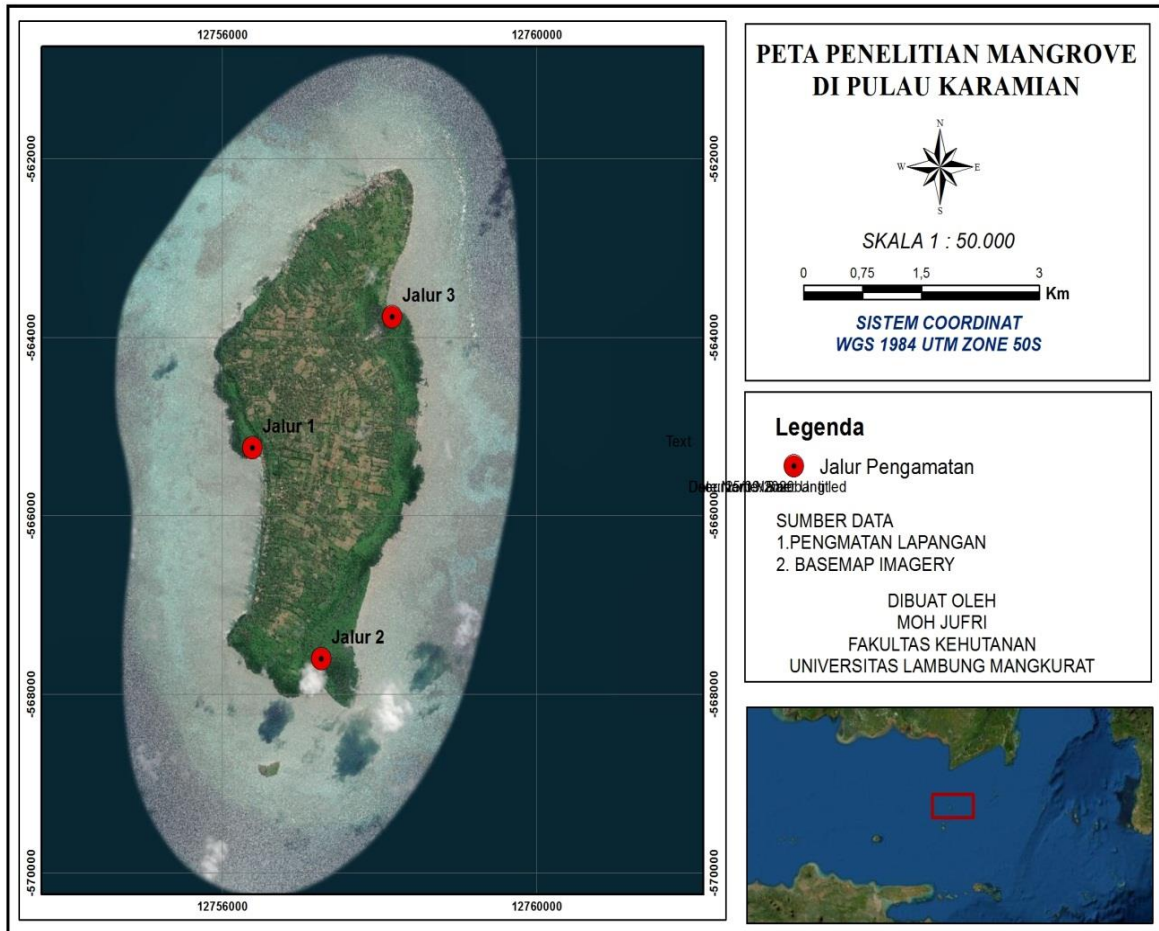 12756000 12760000
-562000 -562000
-564000 -564000
-566000 -566000
-568000 -568000
-570000 -570000
Jalur 3
Jalur 1
Jalur 2
Text
12756000 12760000
PETA PENELITIAN MANGROVE
DI PULAU KARAMIAN
N
W E
S
SKALA 1 : 50.000
0 0,75 1,5 3
Km
SISTEM COORDINAT
WGS 1984 UTM ZONE 50S
Legenda
Jalur Pengamatan
SUMBER DATA
1.PENGMATAN LAPANGAN
2. BASEMAP IMAGERY
DIBUAT OLEH
MOH JUFRI
FAKULTAS KEHUTANAN
UNIVERSITAS LAMBUNG MANGKURAT